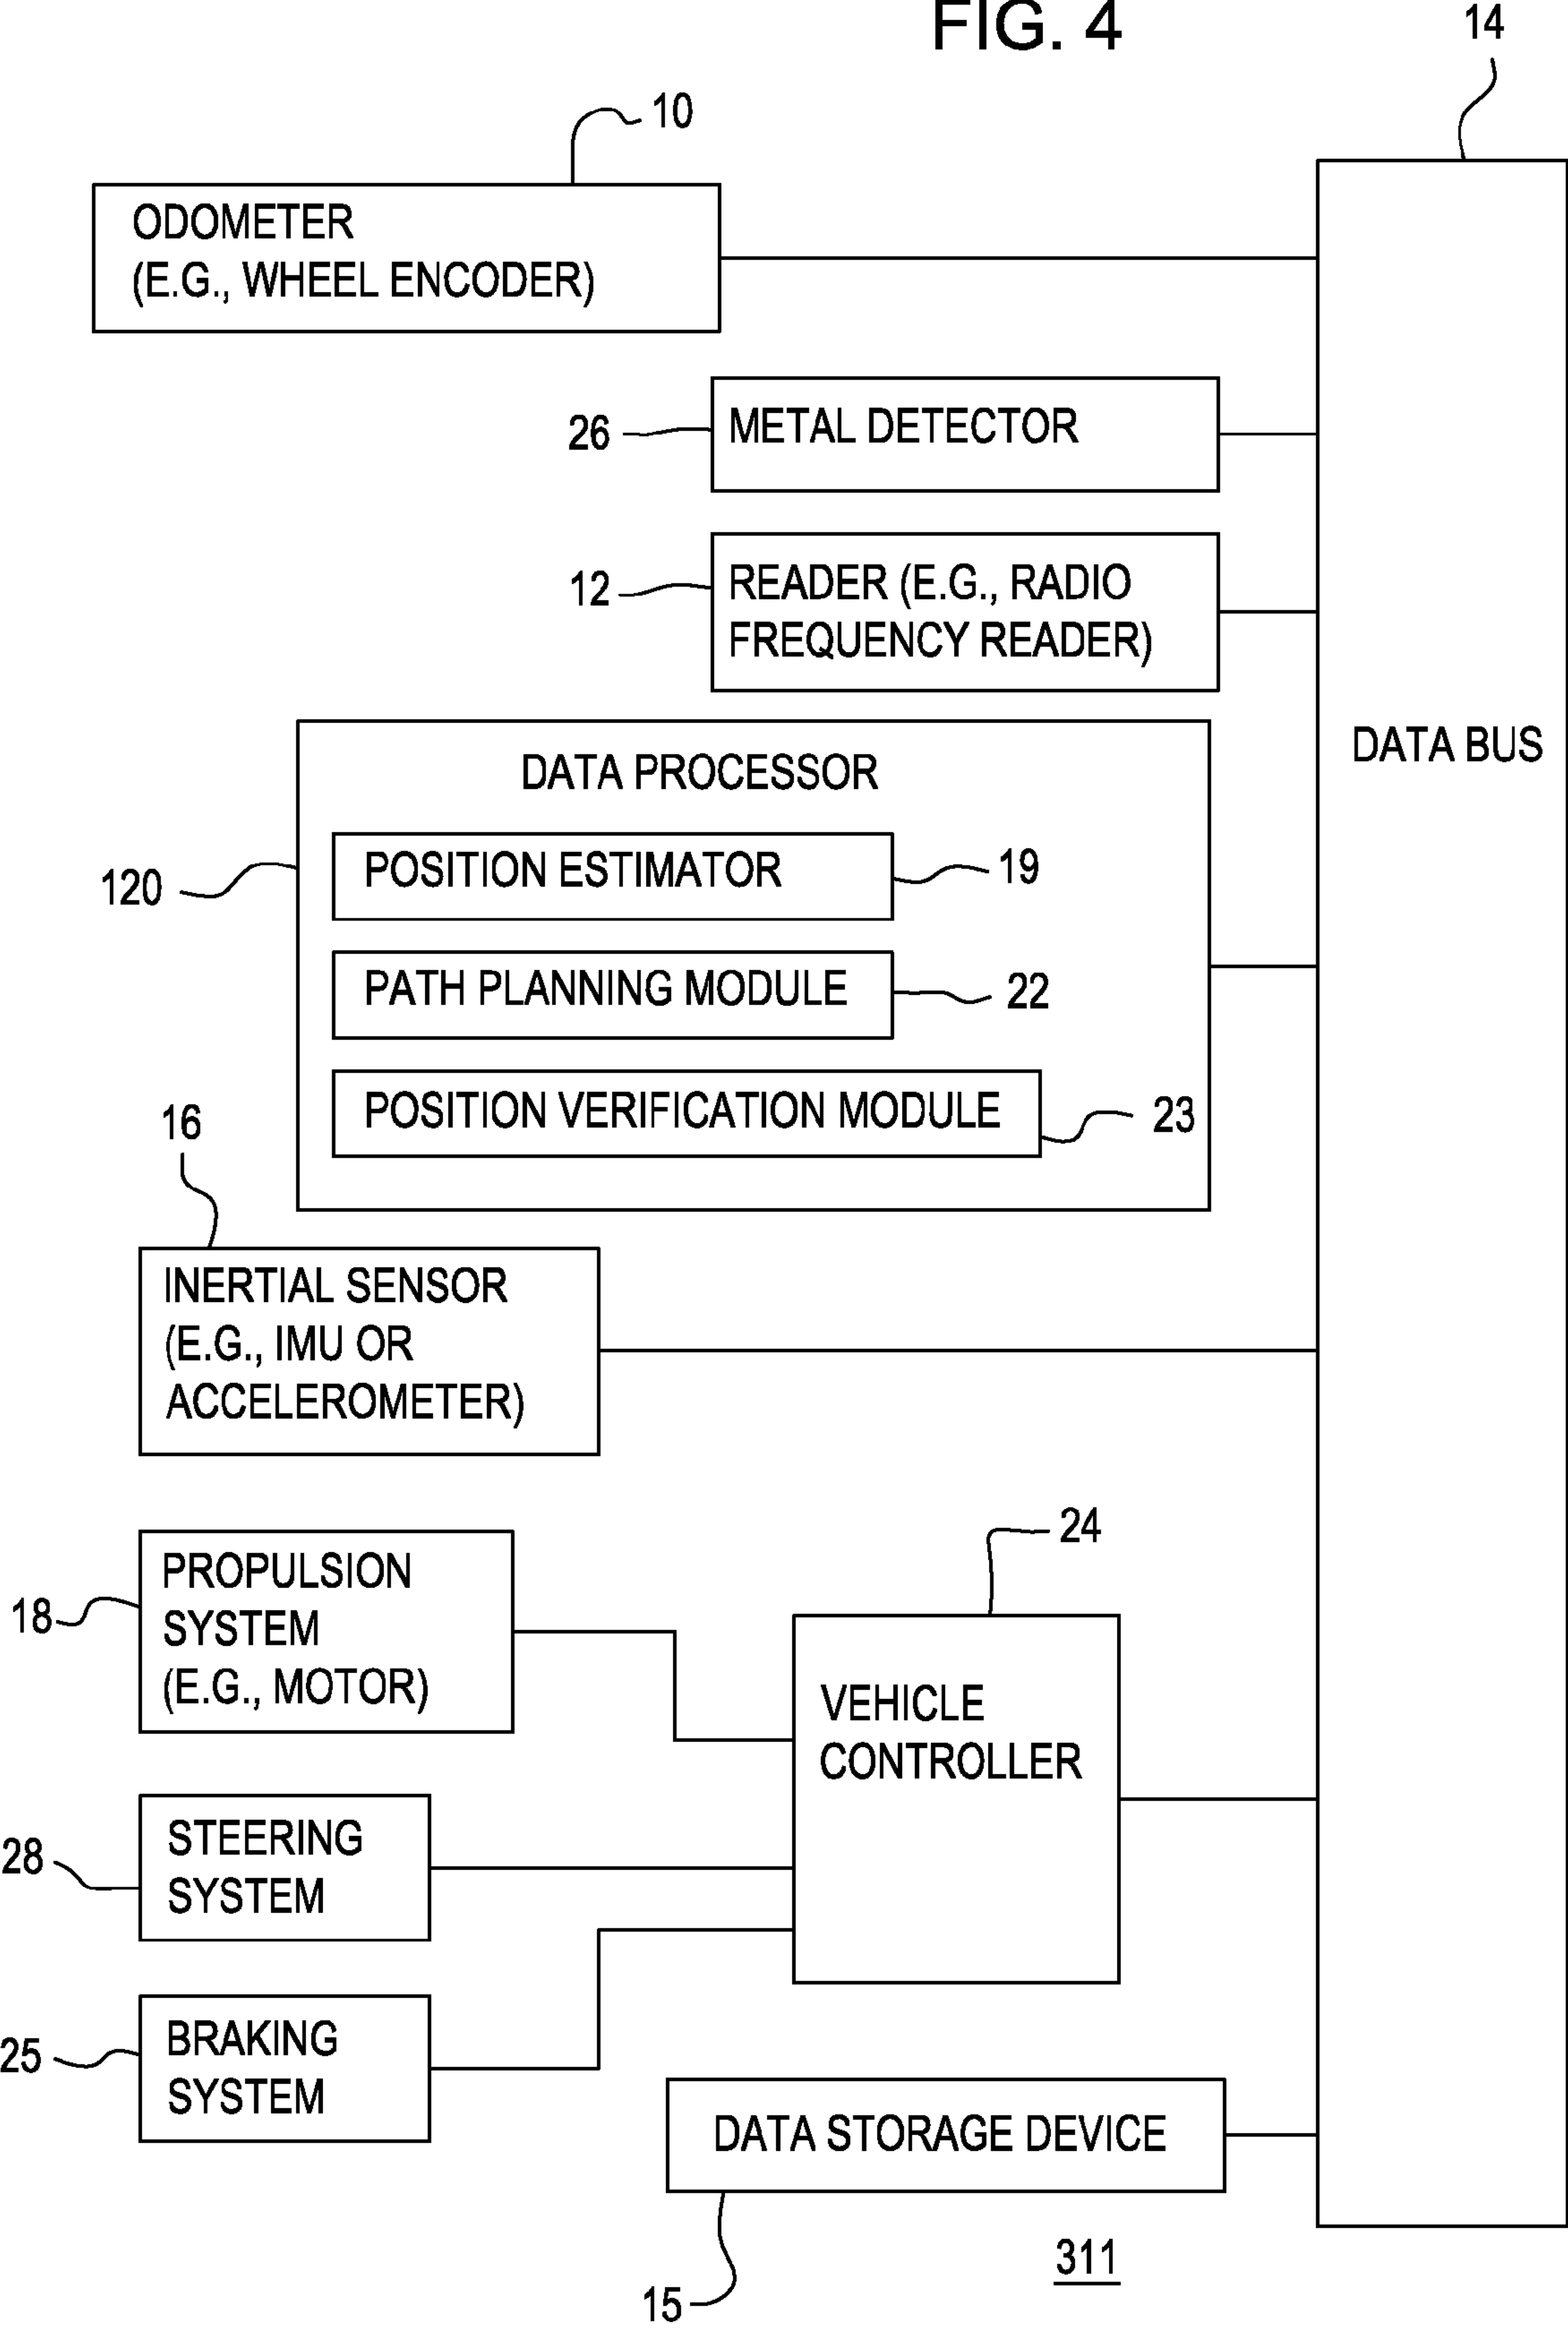 FIG. 4
14
10
ODOMETER
(E.G., WHEEL ENCODER)
26
METAL DETECTOR
12
READER (E.G., RADIO
FREQUENCY READER)
DATA BUS
DATA PROCESSOR
120
POSITION ESTIMATOR
19
PATH PLANNING MODULE
22
POSITION VERIFICATION MODULE
23
16
INERTIAL SENSOR
(E.G., IMU OR
ACCELEROMETER)
24
18
PROPULSION
SYSTEM
(E.G., MOTOR)
VEHICLE
CONTROLLER
28
STEERING
SYSTEM
25
BRAKING
SYSTEM
DATA STORAGE DEVICE
15
311